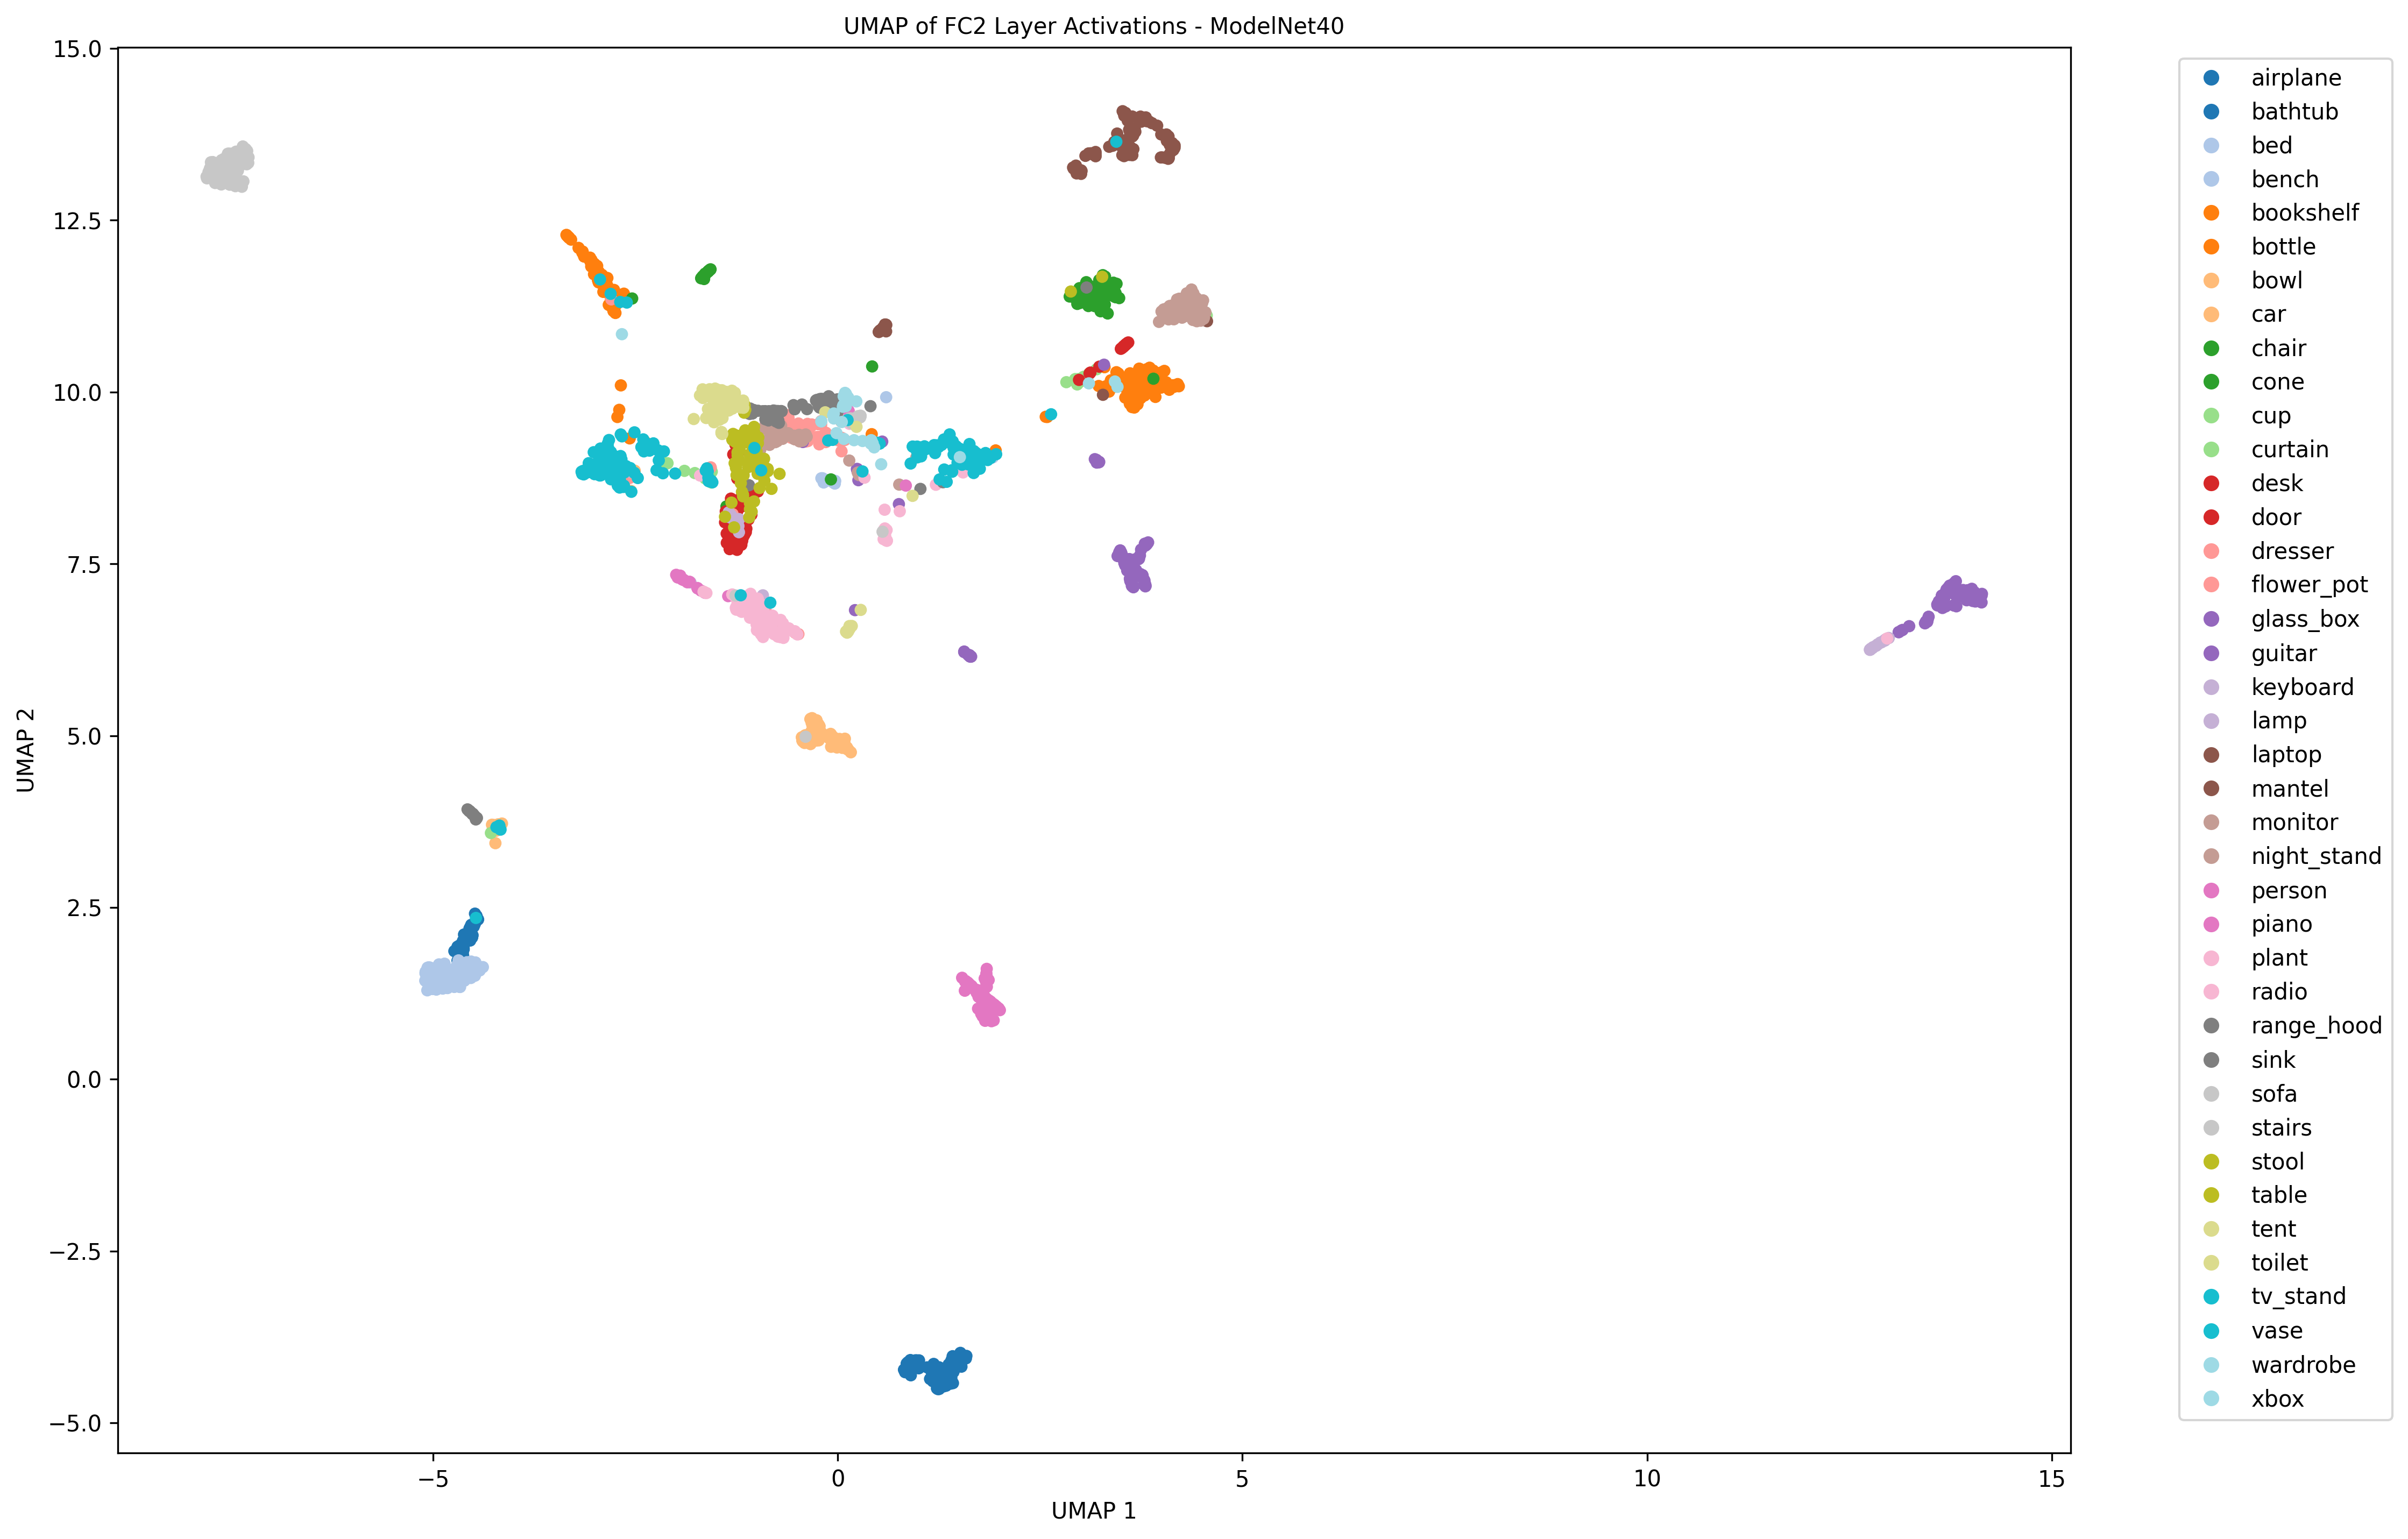 UMAP of FC2 Layer Activations - ModelNet40
15.0
12.5
10.0
7.5
5.0
2.5
0.0
−2.5
−5.0
UMAP 2
−5
0
5
10
15
UMAP 1
airplane
bathtub
bed
bench
bookshelf
bottle
bowl
car
chair
cone
cup
curtain
desk
door
dresser
flower_pot
glass_box
guitar
keyboard
lamp
laptop
mantel
monitor
night_stand
person
piano
plant
radio
range_hood
sink
sofa
stairs
stool
table
tent
toilet
tv_stand
vase
wardrobe
xbox